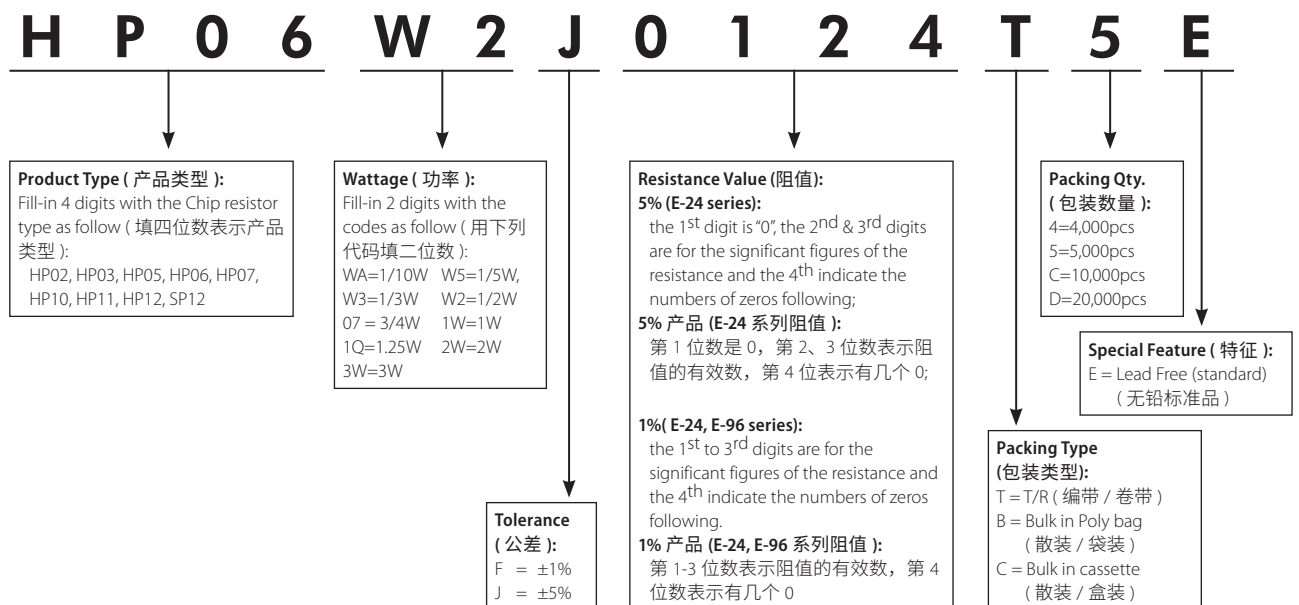 H P 0 6 W 2 J 0 1 2 4 T 5 E
Product Type ( 产品类型 ):
Fill-in 4 digits with the Chip resistor
type as follow ( 填四位数表示产品
类型 ):
HP02, HP03, HP05, HP06, HP07,
HP10, HP11, HP12, SP12
Wattage ( 功率 ):
Fill-in 2 digits with the
codes as follow ( 用下列
代码填二位数 ):
WA=1/10W W5=1/5W,
W3=1/3W W2=1/2W
07 = 3/4W 1W=1W
1Q=1.25W 2W=2W
3W=3W
Tolerance
( 公差 ):
F = ±1%
J = ±5%
Resistance Value (阻值):
5% (E-24 series):
the 1st digit is “0”, the 2nd & 3rd digits
are for the significant figures of the
resistance and the 4th indicate the
numbers of zeros following;
5% 产品 (E-24 系列阻值 ):
第 1 位数是 0，第 2、3 位数表示阻
值的有效数，第 4 位表示有几个 0;
1%( E-24, E-96 series):
the 1st to 3rd digits are for the
significant figures of the resistance and
the 4th indicate the numbers of zeros
following.
1% 产品 (E-24, E-96 系列阻值 ):
第 1-3 位数表示阻值的有效数，第 4
位数表示有几个 0
Packing Qty.
( 包装数量 ):
4=4,000pcs
5=5,000pcs
C=10,000pcs
D=20,000pcs
Special Feature ( 特征 ):
E = Lead Free (standard)
( 无铅标准品 )
Packing Type
(包装类型):
T = T/R ( 编带 / 卷带 )
B = Bulk in Poly bag
( 散装 / 袋装 )
C = Bulk in cassette
( 散装 / 盒装 )